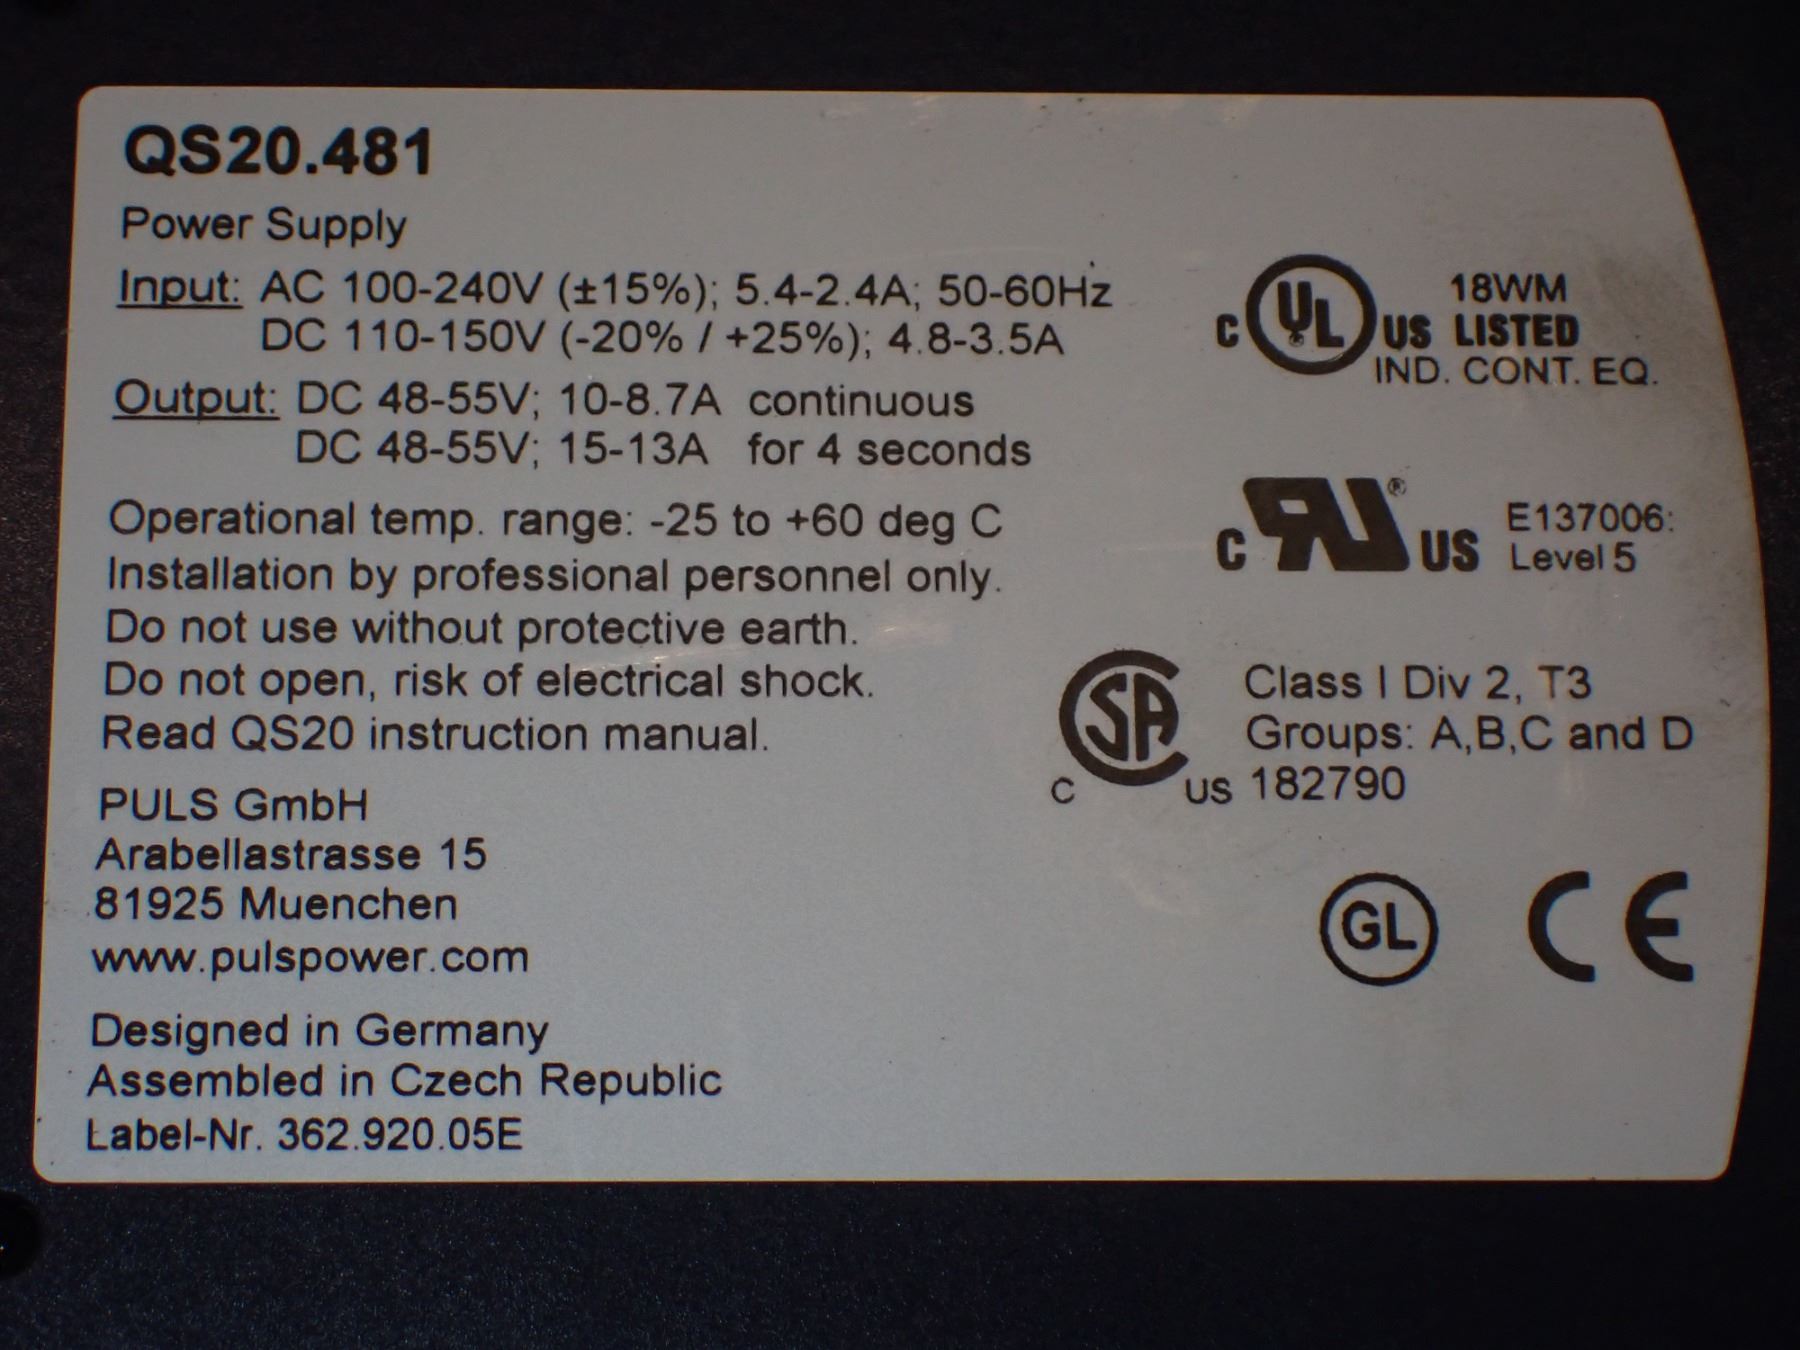 QS20.481
Power Supply
Input: AC 100-240V (±15%); 5.4-2.4A; 50-60Hz
DC 110-150V (-20% / +25%); 4.8-3.5A
Output: DC 48-55V; 10-8.7A continuous
DC 48-55V; 15-13A for 4 seconds
Operational temp. range: -25 to +60 deg C
Installation by professional personnel only.
Do not use without protective earth.
Do not open, risk of electrical shock.
Read QS20 instruction manual.
PULS GmbH
Arabellastrasse 15
81925 Muenchen
www.pulspower.com
Designed in Germany
Assembled in Czech Republic
Label-Nr. 362.920.05E
C UL US 18WM
LISTED
IND. CONT. EQ.
C RU® US E137006:
Level 5
C SA US Class I Div 2, T3
Groups: A,B,C and D
182790
GL CE